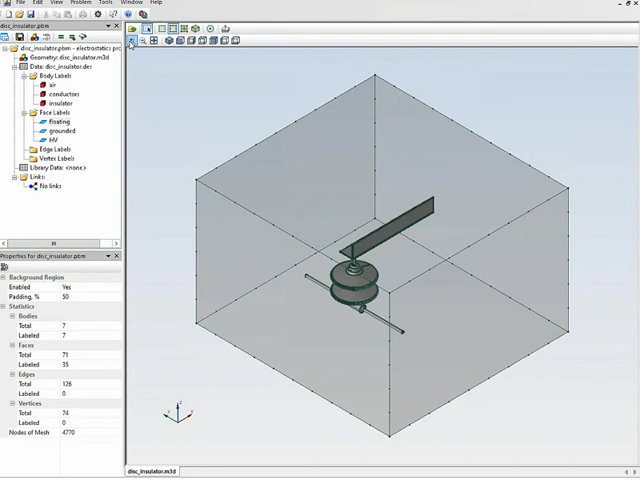 File Edit View Problem Tools Window Help
disc_insulator.pbm
disc_insulator.pbm - electrostatics pro
Geometry: disc_insulator.m3d
Data: disc_insulator.des
Body Labels
air
conductors
insulator
Face Labels
floating
grounded
HV
Edge Labels
Vertex Labels
Library Data: <none>
Links:
No links
Properties for disc_insulator.pbm
Background Region
Enabled Yes
Padding, % 50
Statistics
Bodies
Total 7
Labeled 7
Faces
Total 71
Labeled 35
Edges
Total 126
Labeled 0
Vertices
Total 74
Labeled 0
Nodes of Mesh 4770
disc_insulator.m3d